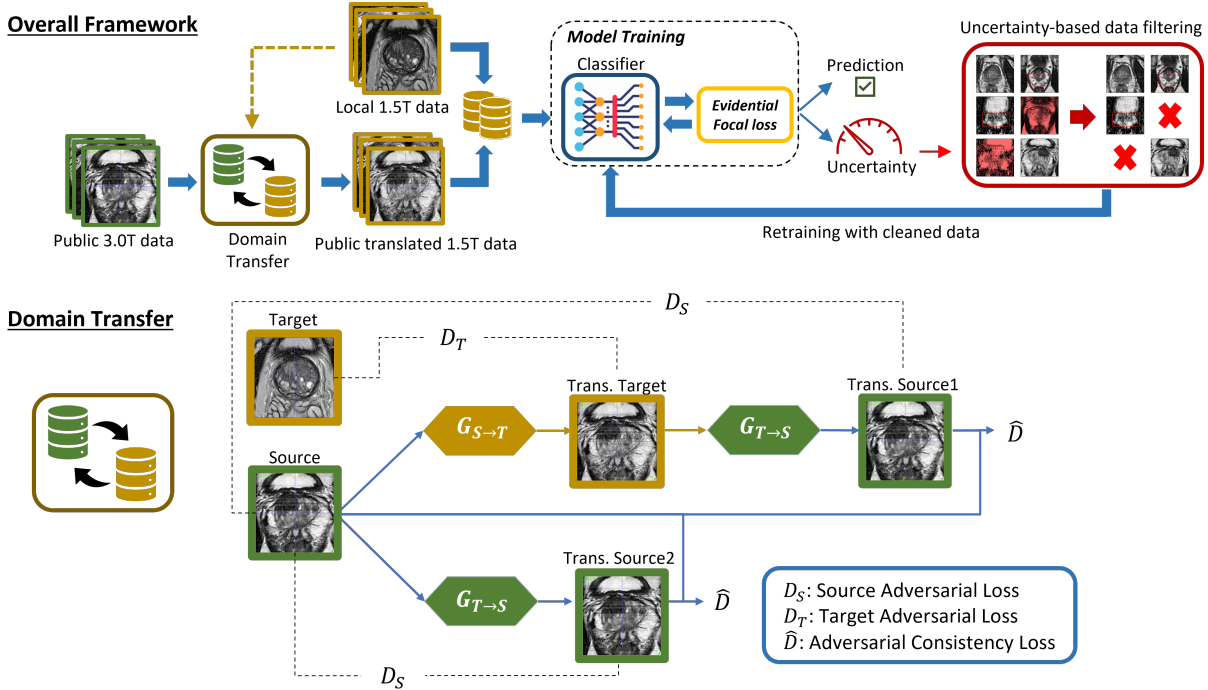 Overall Framework
Local 1.5T data
Public 3.0T data
Domain
Transfer
Public translated 1.5T data
Model Training
Classifier
Evidential
Focal loss
Prediction
Uncertainty
Uncertainty-based data filtering
Retraining with cleaned data
Domain Transfer
Target
Source
D_S
D_T
G_{S→T}
Trans. Target
G_{T→S}
Trans. Source1
D̂
G_{T→S}
Trans. Source2
D̂
D_S
D_S: Source Adversarial Loss
D_T: Target Adversarial Loss
D̂: Adversarial Consistency Loss